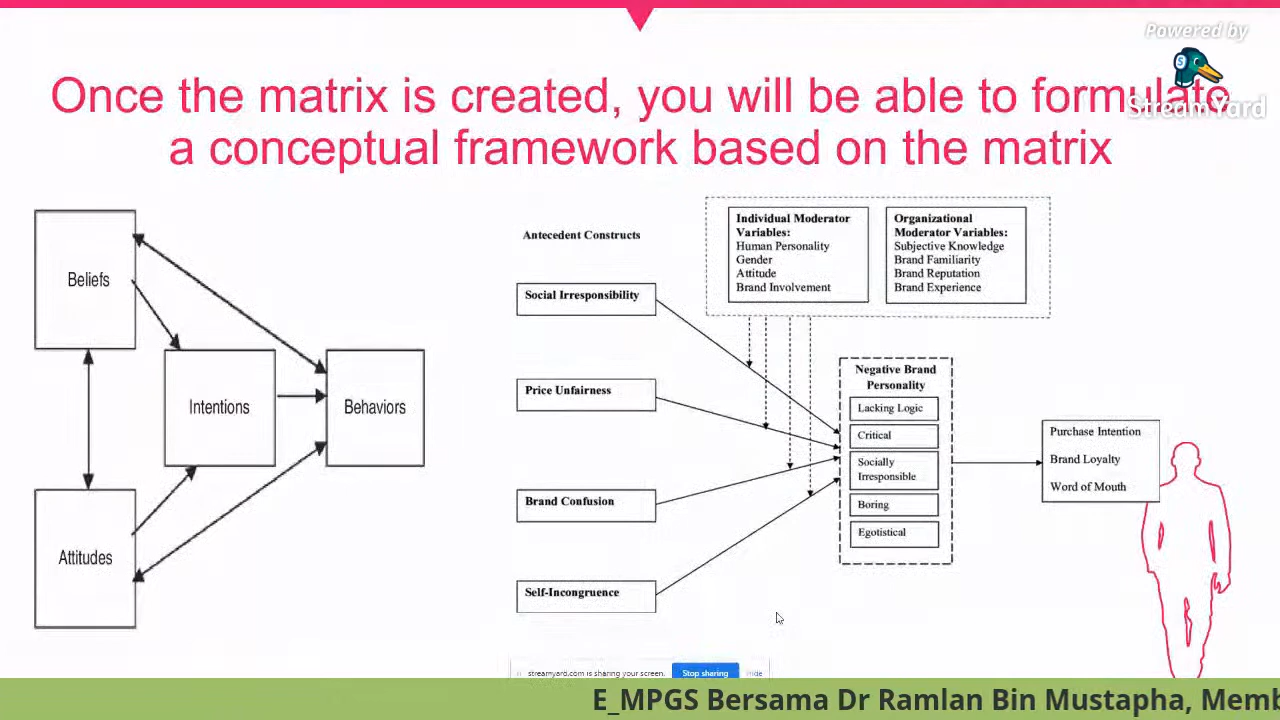 Powered by
StreamYard
Once the matrix is created, you will be able to formulate
a conceptual framework based on the matrix
Beliefs
Intentions
Behaviors
Attitudes
Antecedent Constructs
Social Irresponsibility
Price Unfairness
Brand Confusion
Self-Incongruence
Individual Moderator
Variables:
Human Personality
Gender
Attitude
Brand Involvement
Organizational
Moderator Variables:
Subjective Knowledge
Brand Familiarity
Brand Reputation
Brand Experience
Negative Brand
Personality
Lacking Logic
Critical
Socially
Irresponsible
Boring
Egotistical
Purchase Intention
Brand Loyalty
Word of Mouth
streamyard.com is sharing your screen.
Stop sharing
E_MPGS Bersama Dr Ramlan Bin Mustapha, Memb